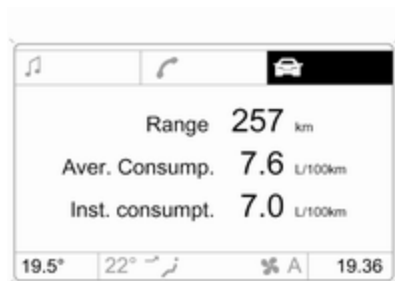 Range 257 km
Aver. Consump. 7.6 L/100km
Inst. consumpt. 7.0 L/100km
19.5° 22° A 19.36